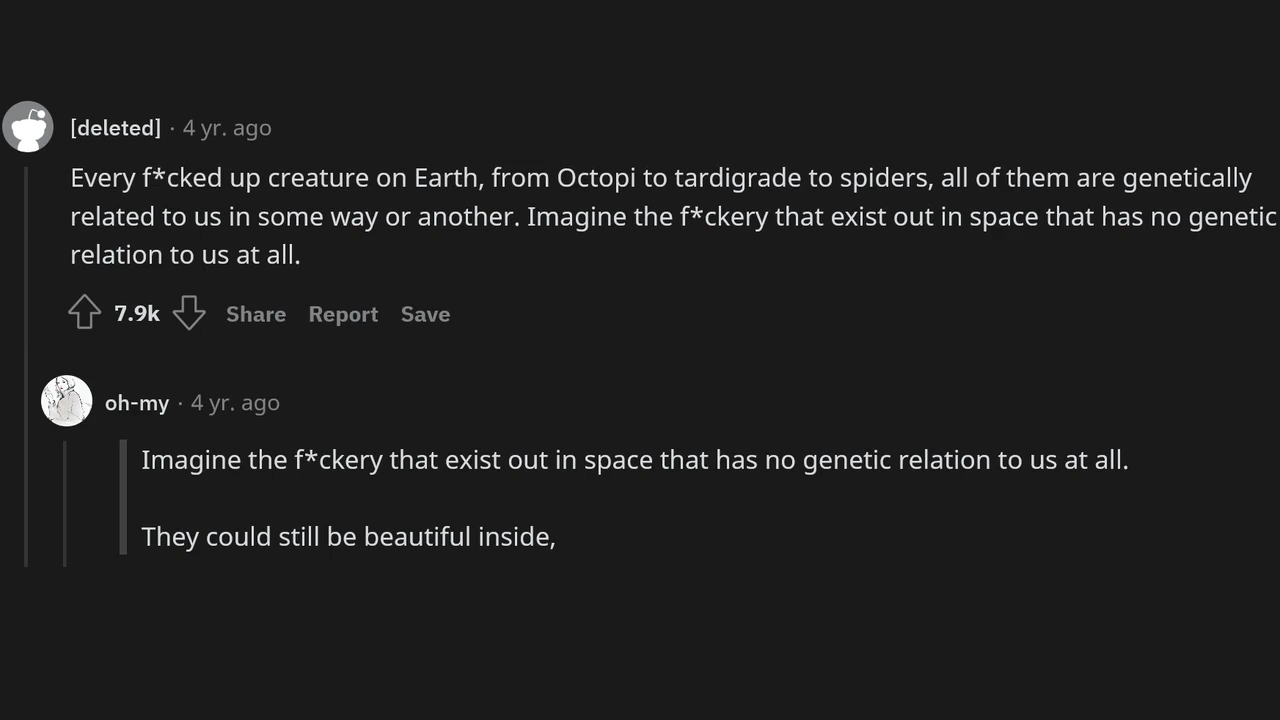 [deleted] · 4 yr. ago
Every f*cked up creature on Earth, from Octopi to tardigrade to spiders, all of them are genetically
related to us in some way or another. Imagine the f*ckery that exist out in space that has no genetic
relation to us at all.
7.9k Share Report Save
oh-my · 4 yr. ago
Imagine the f*ckery that exist out in space that has no genetic relation to us at all.
They could still be beautiful inside,